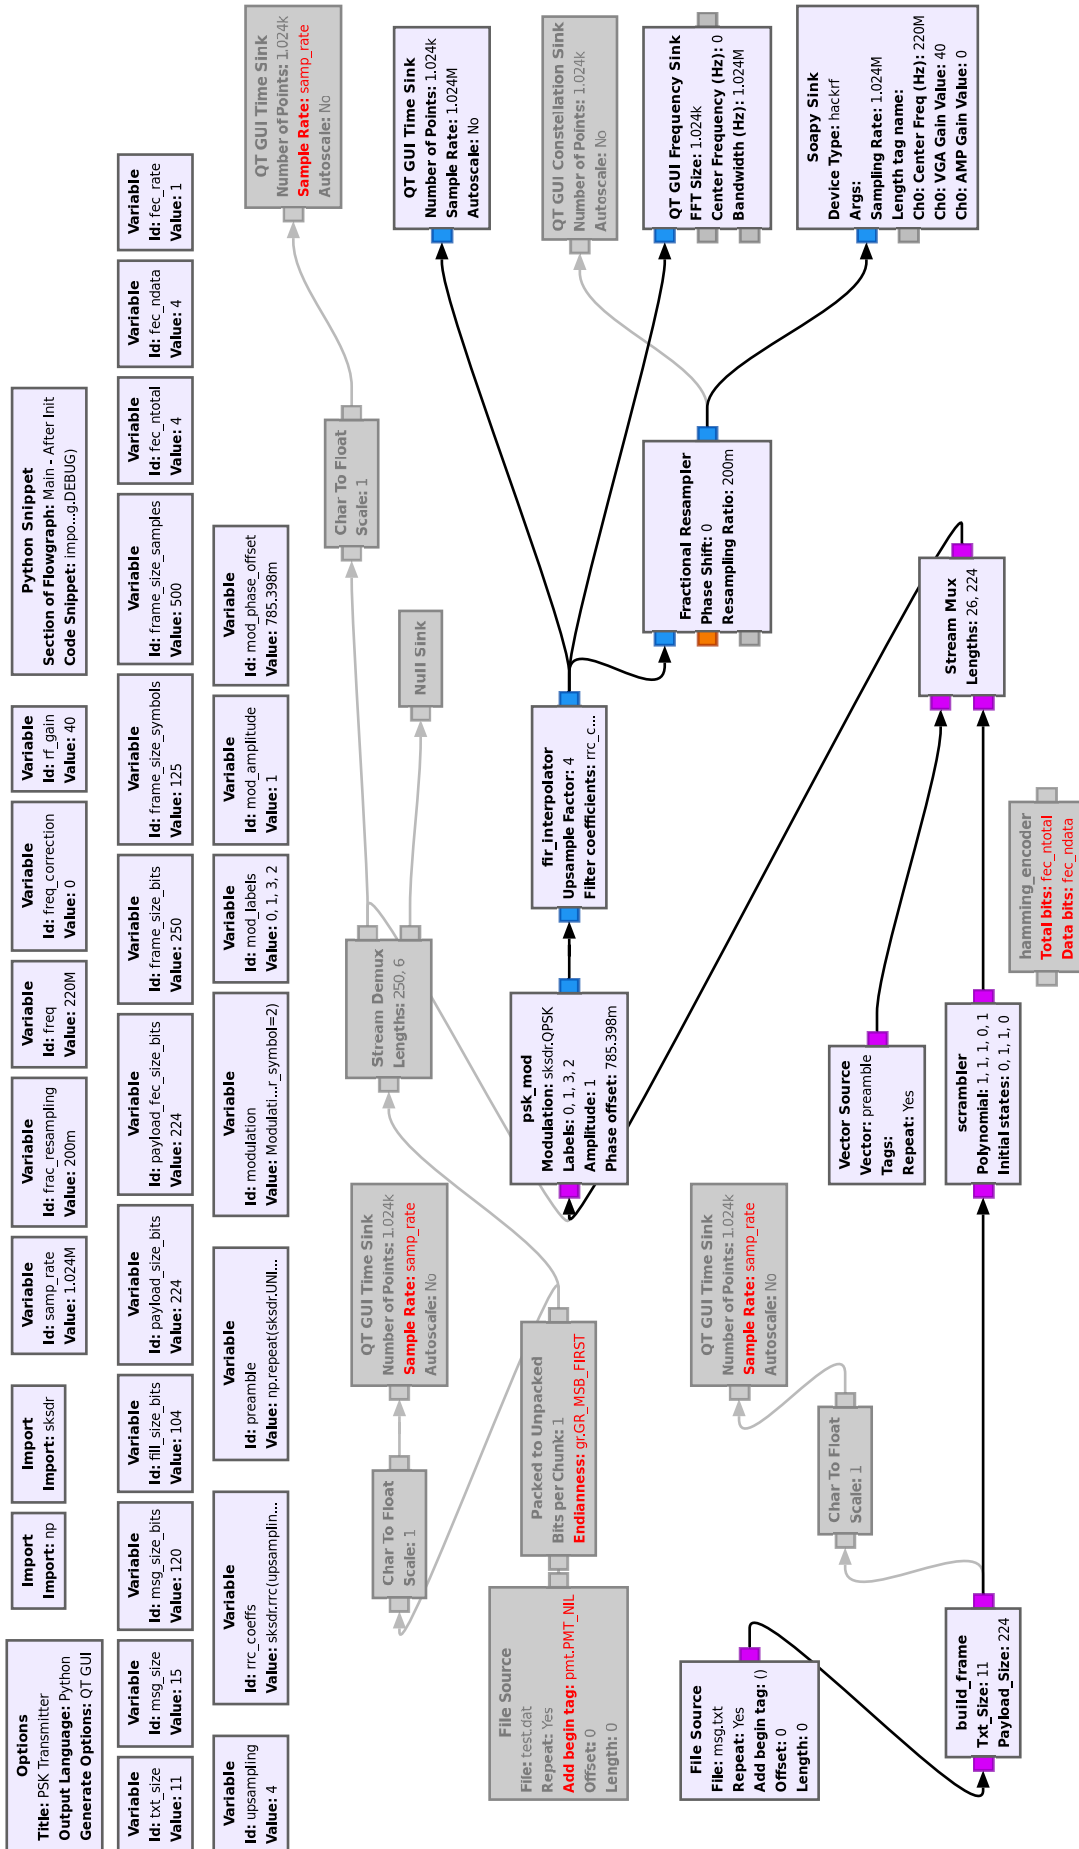 Options
Title: PSK Transmitter
Output Language: Python
Generate Options: QT GUI
Import
Import: np
Import
Import: sksdr
Variable
Id: samp_rate
Value: 1.024M
Variable
Id: frac_resampling
Value: 200m
Variable
Id: freq
Value: 220M
Variable
Id: freq_correction
Value: 0
Variable
Id: rf_gain
Value: 40
Python Snippet
Section of Flowgraph: Main - After Init
Code Snippet: impo...g.DEBUG)
Variable
Id: txt_size
Value: 11
Variable
Id: msg_size
Value: 15
Variable
Id: msg_size_bits
Value: 120
Variable
Id: fill_size_bits
Value: 104
Variable
Id: payload_size_bits
Value: 224
Variable
Id: payload_fec_size_bits
Value: 224
Variable
Id: frame_size_bits
Value: 250
Variable
Id: frame_size_symbols
Value: 125
Variable
Id: frame_size_samples
Value: 500
Variable
Id: fec_ntotal
Value: 4
Variable
Id: fec_ndata
Value: 4
Variable
Id: fec_rate
Value: 1
Variable
Id: upsampling
Value: 4
Variable
Id: rrc_coeffs
Value: sksdr.rrc(upsamplin...
Variable
Id: preamble
Value: np.repeat(sksdr.UNI...
Variable
Id: modulation
Value: Modulati...r_symbol=2)
Variable
Id: mod_labels
Value: 0, 1, 3, 2
Variable
Id: mod_amplitude
Value: 1
Variable
Id: mod_phase_offset
Value: 785.398m
QT GUI Time Sink
Number of Points: 1.024k
Sample Rate: samp_rate
Autoscale: No
Char To Float
Scale: 1
Stream Demux
Lengths: 250, 6
Null Sink
QT GUI Time Sink
Number of Points: 1.024k
Sample Rate: samp_rate
Autoscale: No
Char To Float
Scale: 1
QT GUI Time Sink
Number of Points: 1.024k
Sample Rate: 1.024M
Autoscale: No
File Source
File: test.dat
Repeat: Yes
Add begin tag: pmt.PMT_NIL
Offset: 0
Length: 0
Packed to Unpacked
Bits per Chunk: 1
Endianness: gr.GR_MSB_FIRST
psk_mod
Modulation: sksdr.QPSK
Labels: 0, 1, 3, 2
Amplitude: 1
Phase offset: 785.398m
fir_interpolator
Upsample Factor: 4
Filter coefficients: rrc_c...
QT GUI Constellation Sink
Number of Points: 1.024k
Autoscale: No
QT GUI Frequency Sink
FFT Size: 1.024k
Center Frequency (Hz): 0
Bandwidth (Hz): 1.024M
Fractional Resampler
Phase Shift: 0
Resampling Ratio: 200m
Soapy Sink
Device Type: hackrf
Args:
Sampling Rate: 1.024M
Length tag name:
Ch0: Center Freq (Hz): 220M
Ch0: VGA Gain Value: 40
Ch0: AMP Gain Value: 0
File Source
File: msg.txt
Repeat: Yes
Add begin tag: ()
Offset: 0
Length: 0
QT GUI Time Sink
Number of Points: 1.024k
Sample Rate: samp_rate
Autoscale: No
Char To Float
Scale: 1
Vector Source
Vector: preamble
Tags:
Repeat: Yes
build_frame
Txt_Size: 11
Payload_Size: 224
scrambler
Polynomial: 1, 1, 1, 0, 1
Initial states: 0, 1, 1, 0
Stream Mux
Lengths: 26, 224
hamming_encoder
Total bits: fec_ntotal
Data bits: fec_ndata